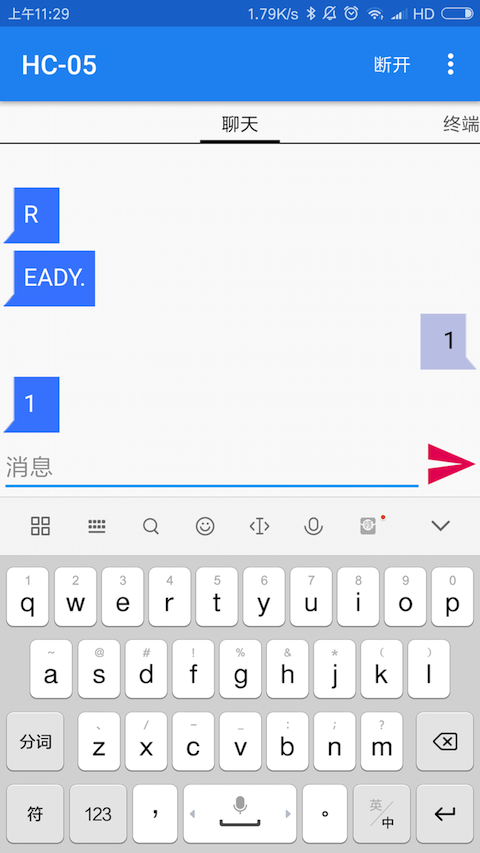 上午11:29 1.79K/s HD
HC-05 断开
聊天 终端
R
EADY.
1
1
消息
1 2 3 4 5 6 7 8 9 0
q w e r t y u i o p
~ @ # ! % & * ( )
a s d f g h j k l
、 / - _ : ; ?
分词 z x c v b n m
符 123 , 。 英/中